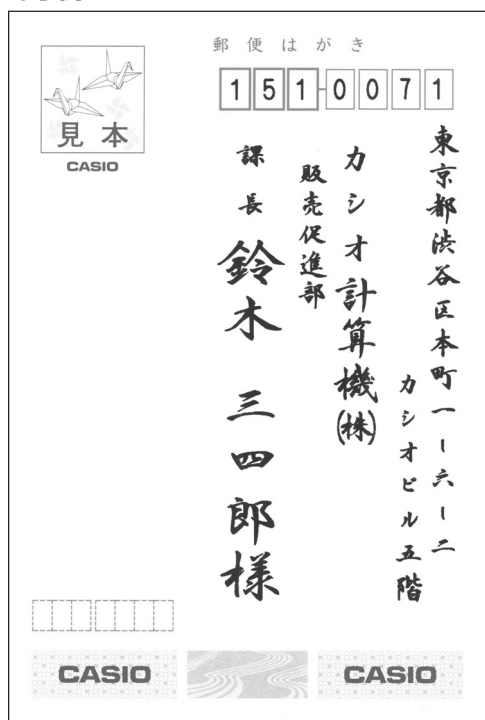 郵便はがき
151-0071
東京都渋谷区本町一-六-二
カシオビル五階
カシオ計算機(株)
販売促進部
課長 鈴木 三四郎様
見本
CASIO
CASIO
CASIO